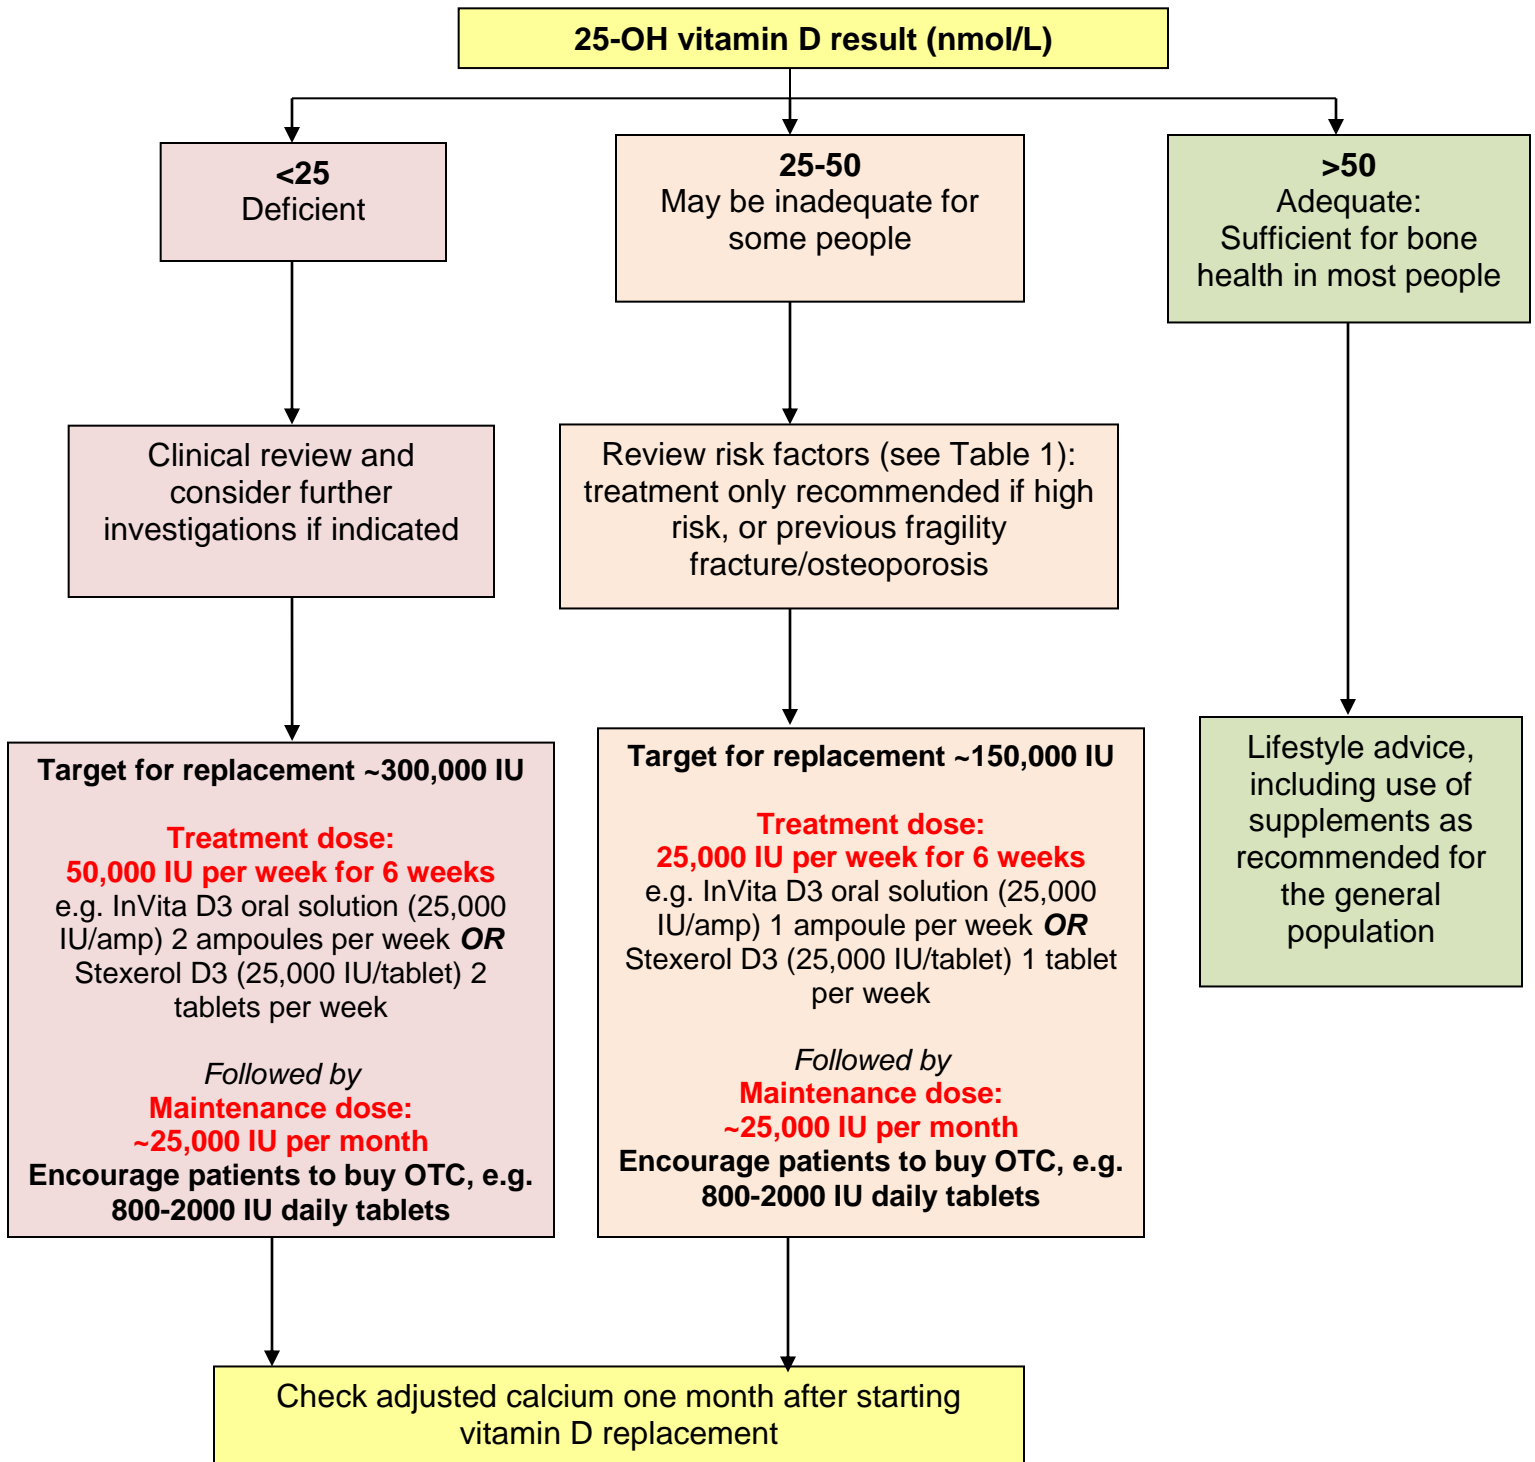 25-OH vitamin D result (nmol/L)
<25
Deficient
25-50
May be inadequate for
some people
>50
Adequate:
Sufficient for bone
health in most people
Clinical review and
consider further
investigations if indicated
Review risk factors (see Table 1):
treatment only recommended if high
risk, or previous fragility
fracture/osteoporosis
Target for replacement ~300,000 IU
Treatment dose:
50,000 IU per week for 6 weeks
e.g. InVita D3 oral solution (25,000
IU/amp) 2 ampoules per week OR
Stexerol D3 (25,000 IU/tablet) 2
tablets per week
Followed by
Maintenance dose:
~25,000 IU per month
Encourage patients to buy OTC, e.g.
800-2000 IU daily tablets
Target for replacement ~150,000 IU
Treatment dose:
25,000 IU per week for 6 weeks
e.g. InVita D3 oral solution (25,000
IU/amp) 1 ampoule per week OR
Stexerol D3 (25,000 IU/tablet) 1 tablet
per week
Followed by
Maintenance dose:
~25,000 IU per month
Encourage patients to buy OTC, e.g.
800-2000 IU daily tablets
Lifestyle advice,
including use of
supplements as
recommended for
the general
population
Check adjusted calcium one month after starting
vitamin D replacement